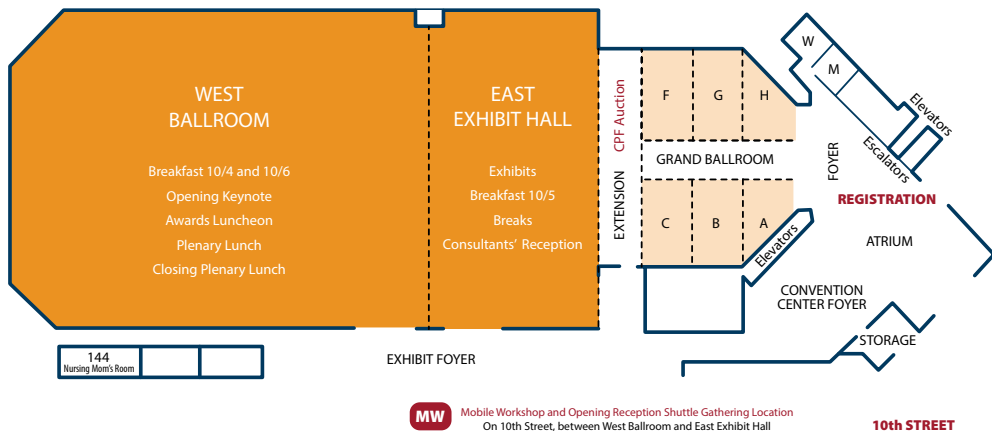 WEST
BALLROOM
Breakfast 10/4 and 10/6
Opening Keynote
Awards Luncheon
Plenary Lunch
Closing Plenary Lunch
EAST
EXHIBIT HALL
Exhibits
Breakfast 10/5
Breaks
Consultants’ Reception
CPF Auction
EXTENSION
F
G
H
GRAND BALLROOM
C
B
A
Elevators
W
M
Elevators
Escalators
FOYER
REGISTRATION
ATRIUM
CONVENTION
CENTER FOYER
STORAGE
144
Nursing Mom’s Room
EXHIBIT FOYER
MW
Mobile Workshop and Opening Reception Shuttle Gathering Location
On 10th Street, between West Ballroom and East Exhibit Hall
10th STREET